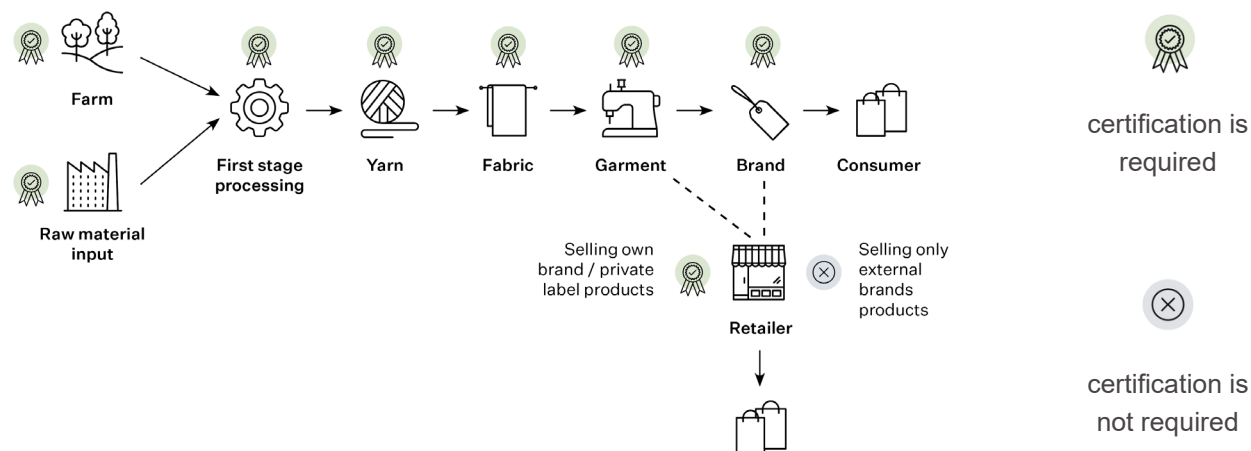 Farm
First stage
processing
Yarn
Fabric
Garment
Brand
Consumer
Raw material
input
Selling own
brand / private
label products
Selling only
external
brands
products
Retailer
certification is
required
certification is
not required